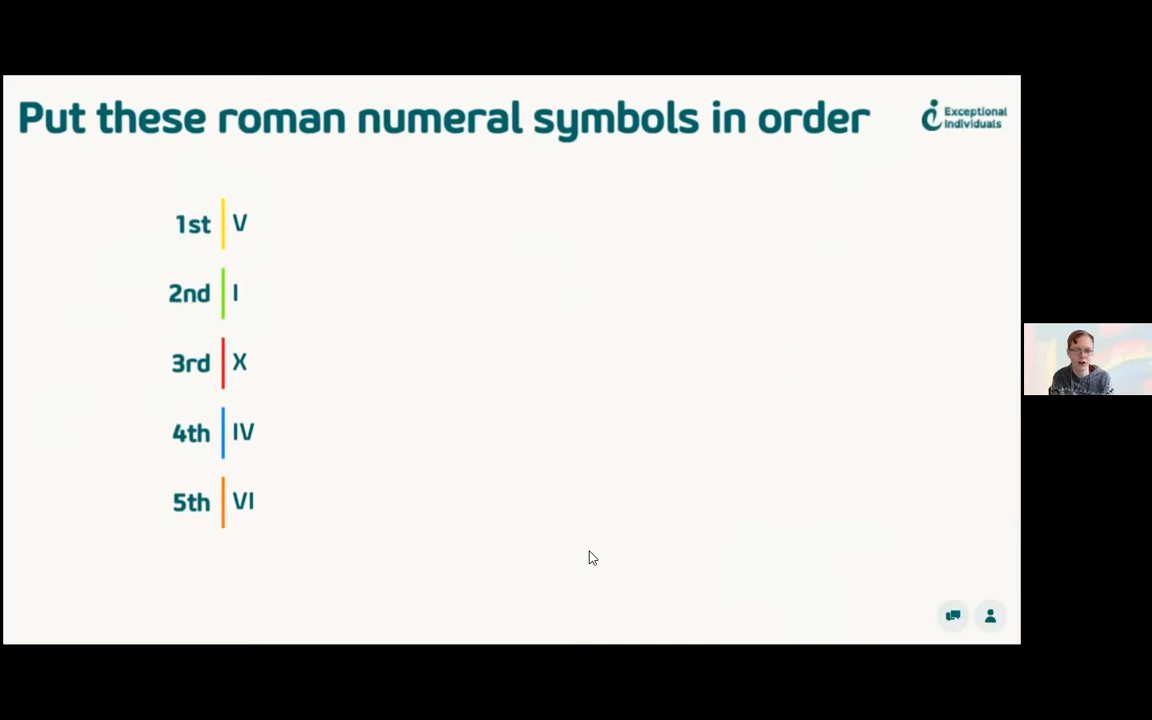 Put these roman numeral symbols in order
Exceptional
Individuals
1st V
2nd I
3rd X
4th IV
5th VI